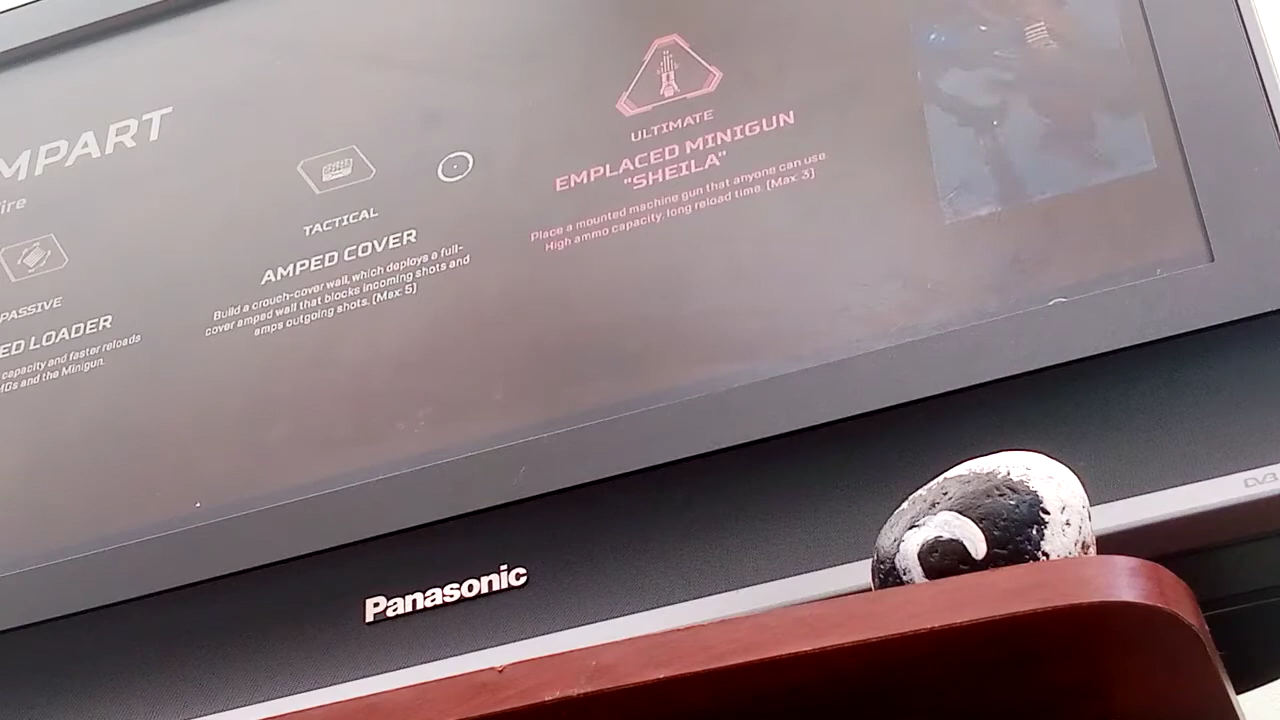 MPART
ire
PASSIVE
ED LOADER
capacity and faster reloads
and the Minigun.
TACTICAL
AMPED COVER
Build a crouch-cover wall, which deploys a full-
cover amped wall that blocks incoming shots and
amps outgoing shots. (Max: 5)
ULTIMATE
EMPLACED MINIGUN
"SHEILA"
Place a mounted machine gun that anyone can use.
High ammo capacity, long reload time. (Max: 3)
Panasonic
DVB